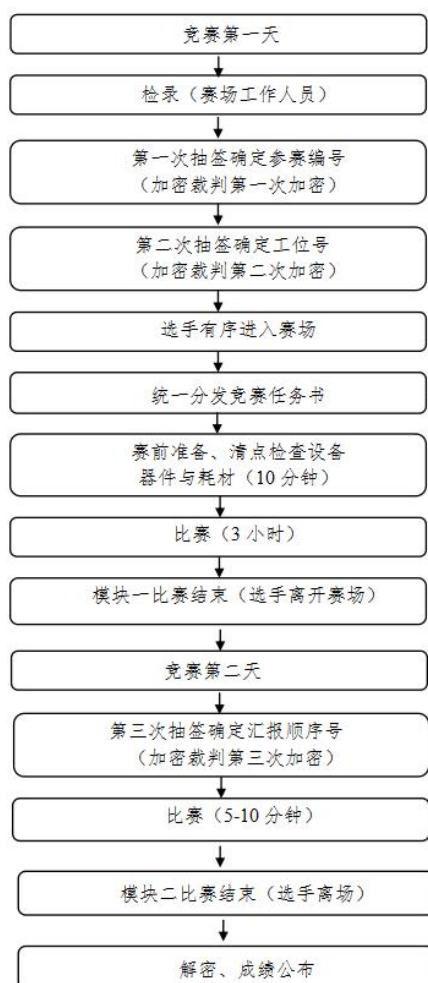 竞赛第一天
检录（赛场工作人员）
第一次抽签确定参赛编号
（加密裁判第一次加密）
第二次抽签确定工位号
（加密裁判第二次加密）
选手有序进入赛场
统一分发竞赛任务书
赛前准备、清点检查设备
器件与耗材（10 分钟）
比赛（3 小时）
模块一比赛结束（选手离开赛场）
竞赛第二天
第三次抽签确定汇报顺序号
（加密裁判第三次加密）
比赛（5-10 分钟）
模块二比赛结束（选手离场）
解密、成绩公布